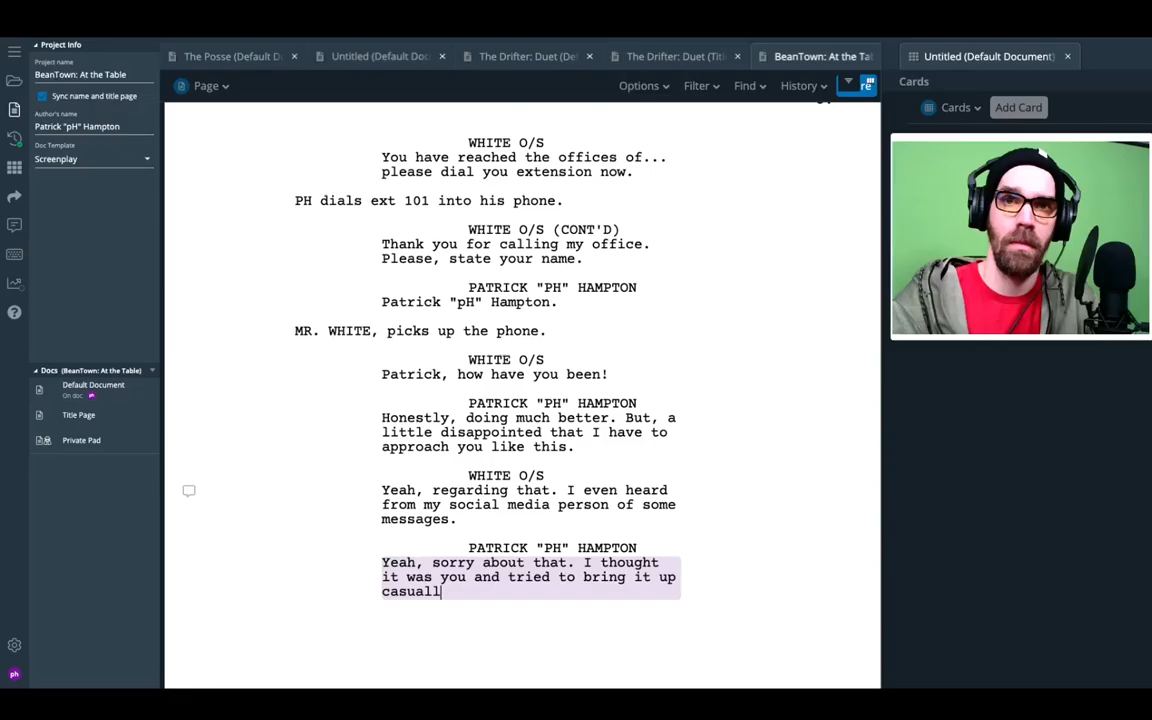 Project Info
Project name
BeanTown: At the Table
Sync name and title page
Author's name
Patrick "pH" Hampton
Doc Template
Screenplay
Docs (BeanTown: At the Table)
Default Document
On doc
ph
Title Page
Private Pad
ph
The Posse (Default D
Untitled (Default Doc
The Drifter: Duet (De
The Drifter: Duet (Titl
BeanTown: At the Tab
Page
Options
Filter
Find
History
WHITE O/S
You have reached the offices of...
please dial you extension now.
PH dials ext 101 into his phone.
WHITE O/S (CONT'D)
Thank you for calling my office.
Please, state your name.
PATRICK "PH" HAMPTON
Patrick "pH" Hampton.
MR. WHITE, picks up the phone.
WHITE O/S
Patrick, how have you been!
PATRICK "PH" HAMPTON
Honestly, doing much better. But, a
little disappointed that I have to
approach you like this.
WHITE O/S
Yeah, regarding that. I even heard
from my social media person of some
messages.
PATRICK "PH" HAMPTON
Yeah, sorry about that. I thought
it was you and tried to bring it up
casuall
Untitled (Default Document)
Cards
Cards
Add Card